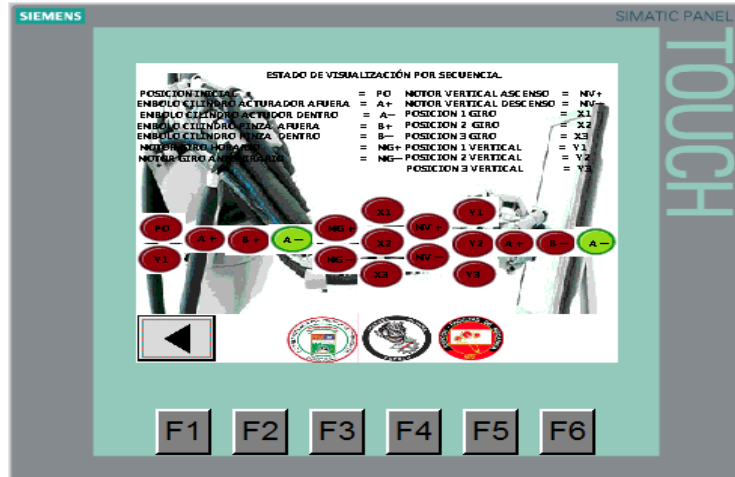 SIEMENS
SIMATIC PANEL
TOUCH
ESTADO DE VISUALIZACIÓN POR SECUENCIA.
POSICION INICIAL = PO
EMBOLO CILINDRO ACTURADOR AFUERA = A+
EMBOLO CILINDRO ACTUDOR DENTRO = A-
EMBOLO CILINDRO PINZA AFUERA = B+
EMBOLO CILINDRO PINZA DENTRO = B-
MOTOR GIRO HORARIO = NG+
MOTOR GIRO ANTIHORARIO = NG-
MOTOR VERTICAL ASCENSO = NV+
MOTOR VERTICAL DESCENSO = NV-
POSICION 1 GIRO = X1
POSICION 2 GIRO = X2
POSICION 3 GIRO = X3
POSICION 1 VERTICAL = Y1
POSICION 2 VERTICAL = Y2
POSICION 3 VERTICAL = Y3
X1 Y1
PO NG+ NV+
A+ B+ A- X2 Y2 A+ B- A-
Y1 NG- NV-
X3 Y3
F1 F2 F3 F4 F5 F6